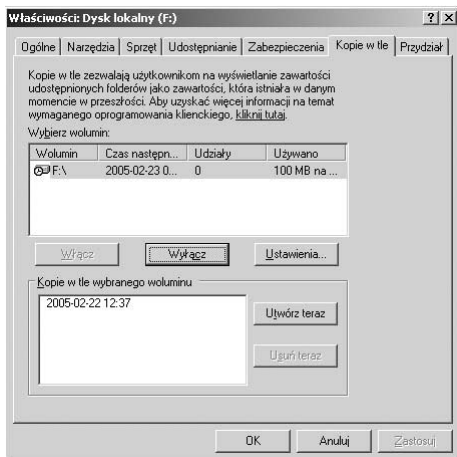 Właściwości: Dysk lokalny (F:)
Ogólne Narzędzia Sprzęt Udostępnianie Zabezpieczenia Kopie w tle Przydział
Kopie w tle zezwalają użytkownikom na wyświetlanie zawartości
udostępnionych folderów jako zawartości, która istniała w danym
momencie w przeszłości. Aby uzyskać więcej informacji na temat
wymaganego oprogramowania klienckiego, kliknij tutaj.
Wybierz wolumin:
Wolumin Czas następn... Udziały Używano
F:\ 2005-02-23 0... 0 100 MB na ...
Włącz Wyłącz Ustawienia...
Kopie w tle wybranego woluminu
2005-02-22 12:37
Utwórz teraz
Usuń teraz
OK Anuluj Zastosuj